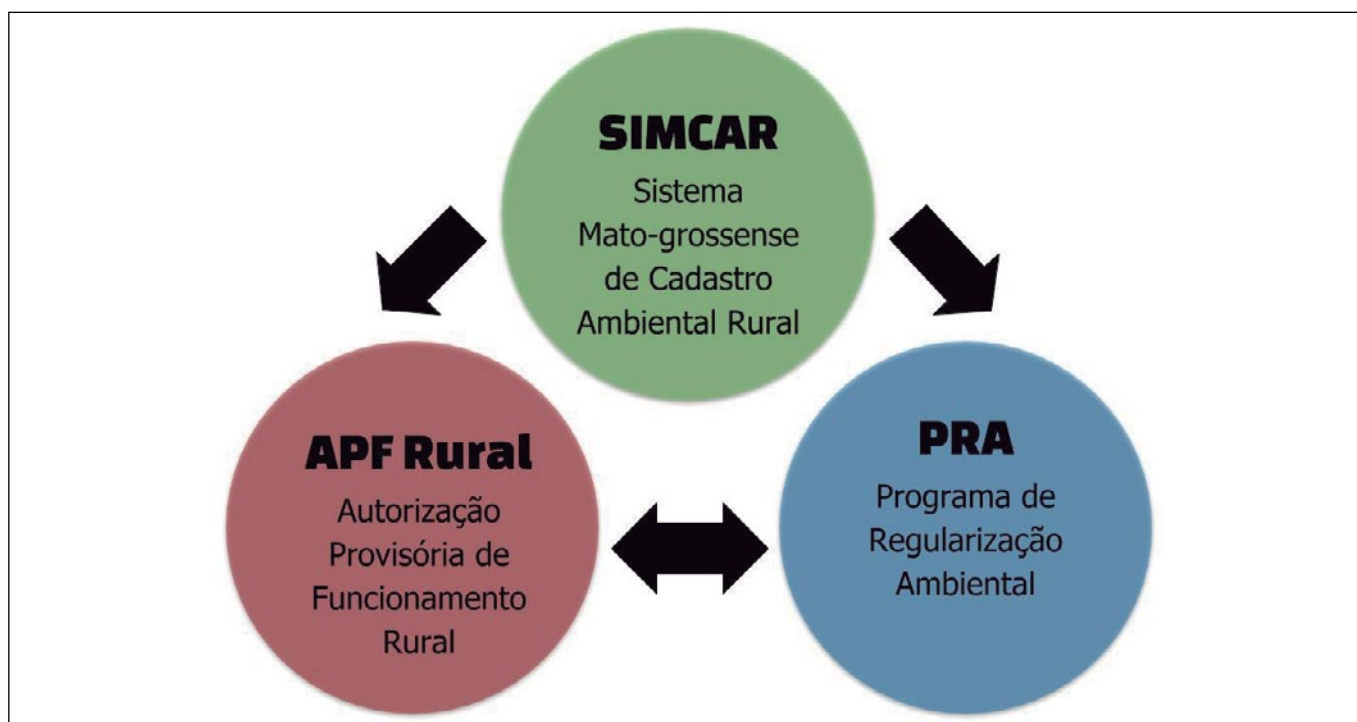 SIMCAR
Sistema
Mato-grossense
de Cadastro
Ambiental Rural
APF Rural
Autorização
Provisória de
Funcionamento
Rural
PRA
Programa de
Regularização
Ambiental